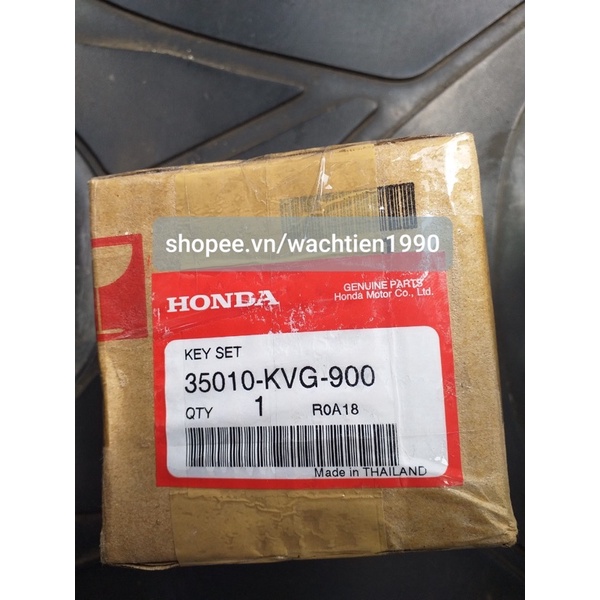 shopee.vn/wachtien1990
HONDA
GENUINE PARTS
Honda Motor Co., Ltd.
KEY SET
35010-KVG-900
QTY 1 R0A18
Made in THAILAND